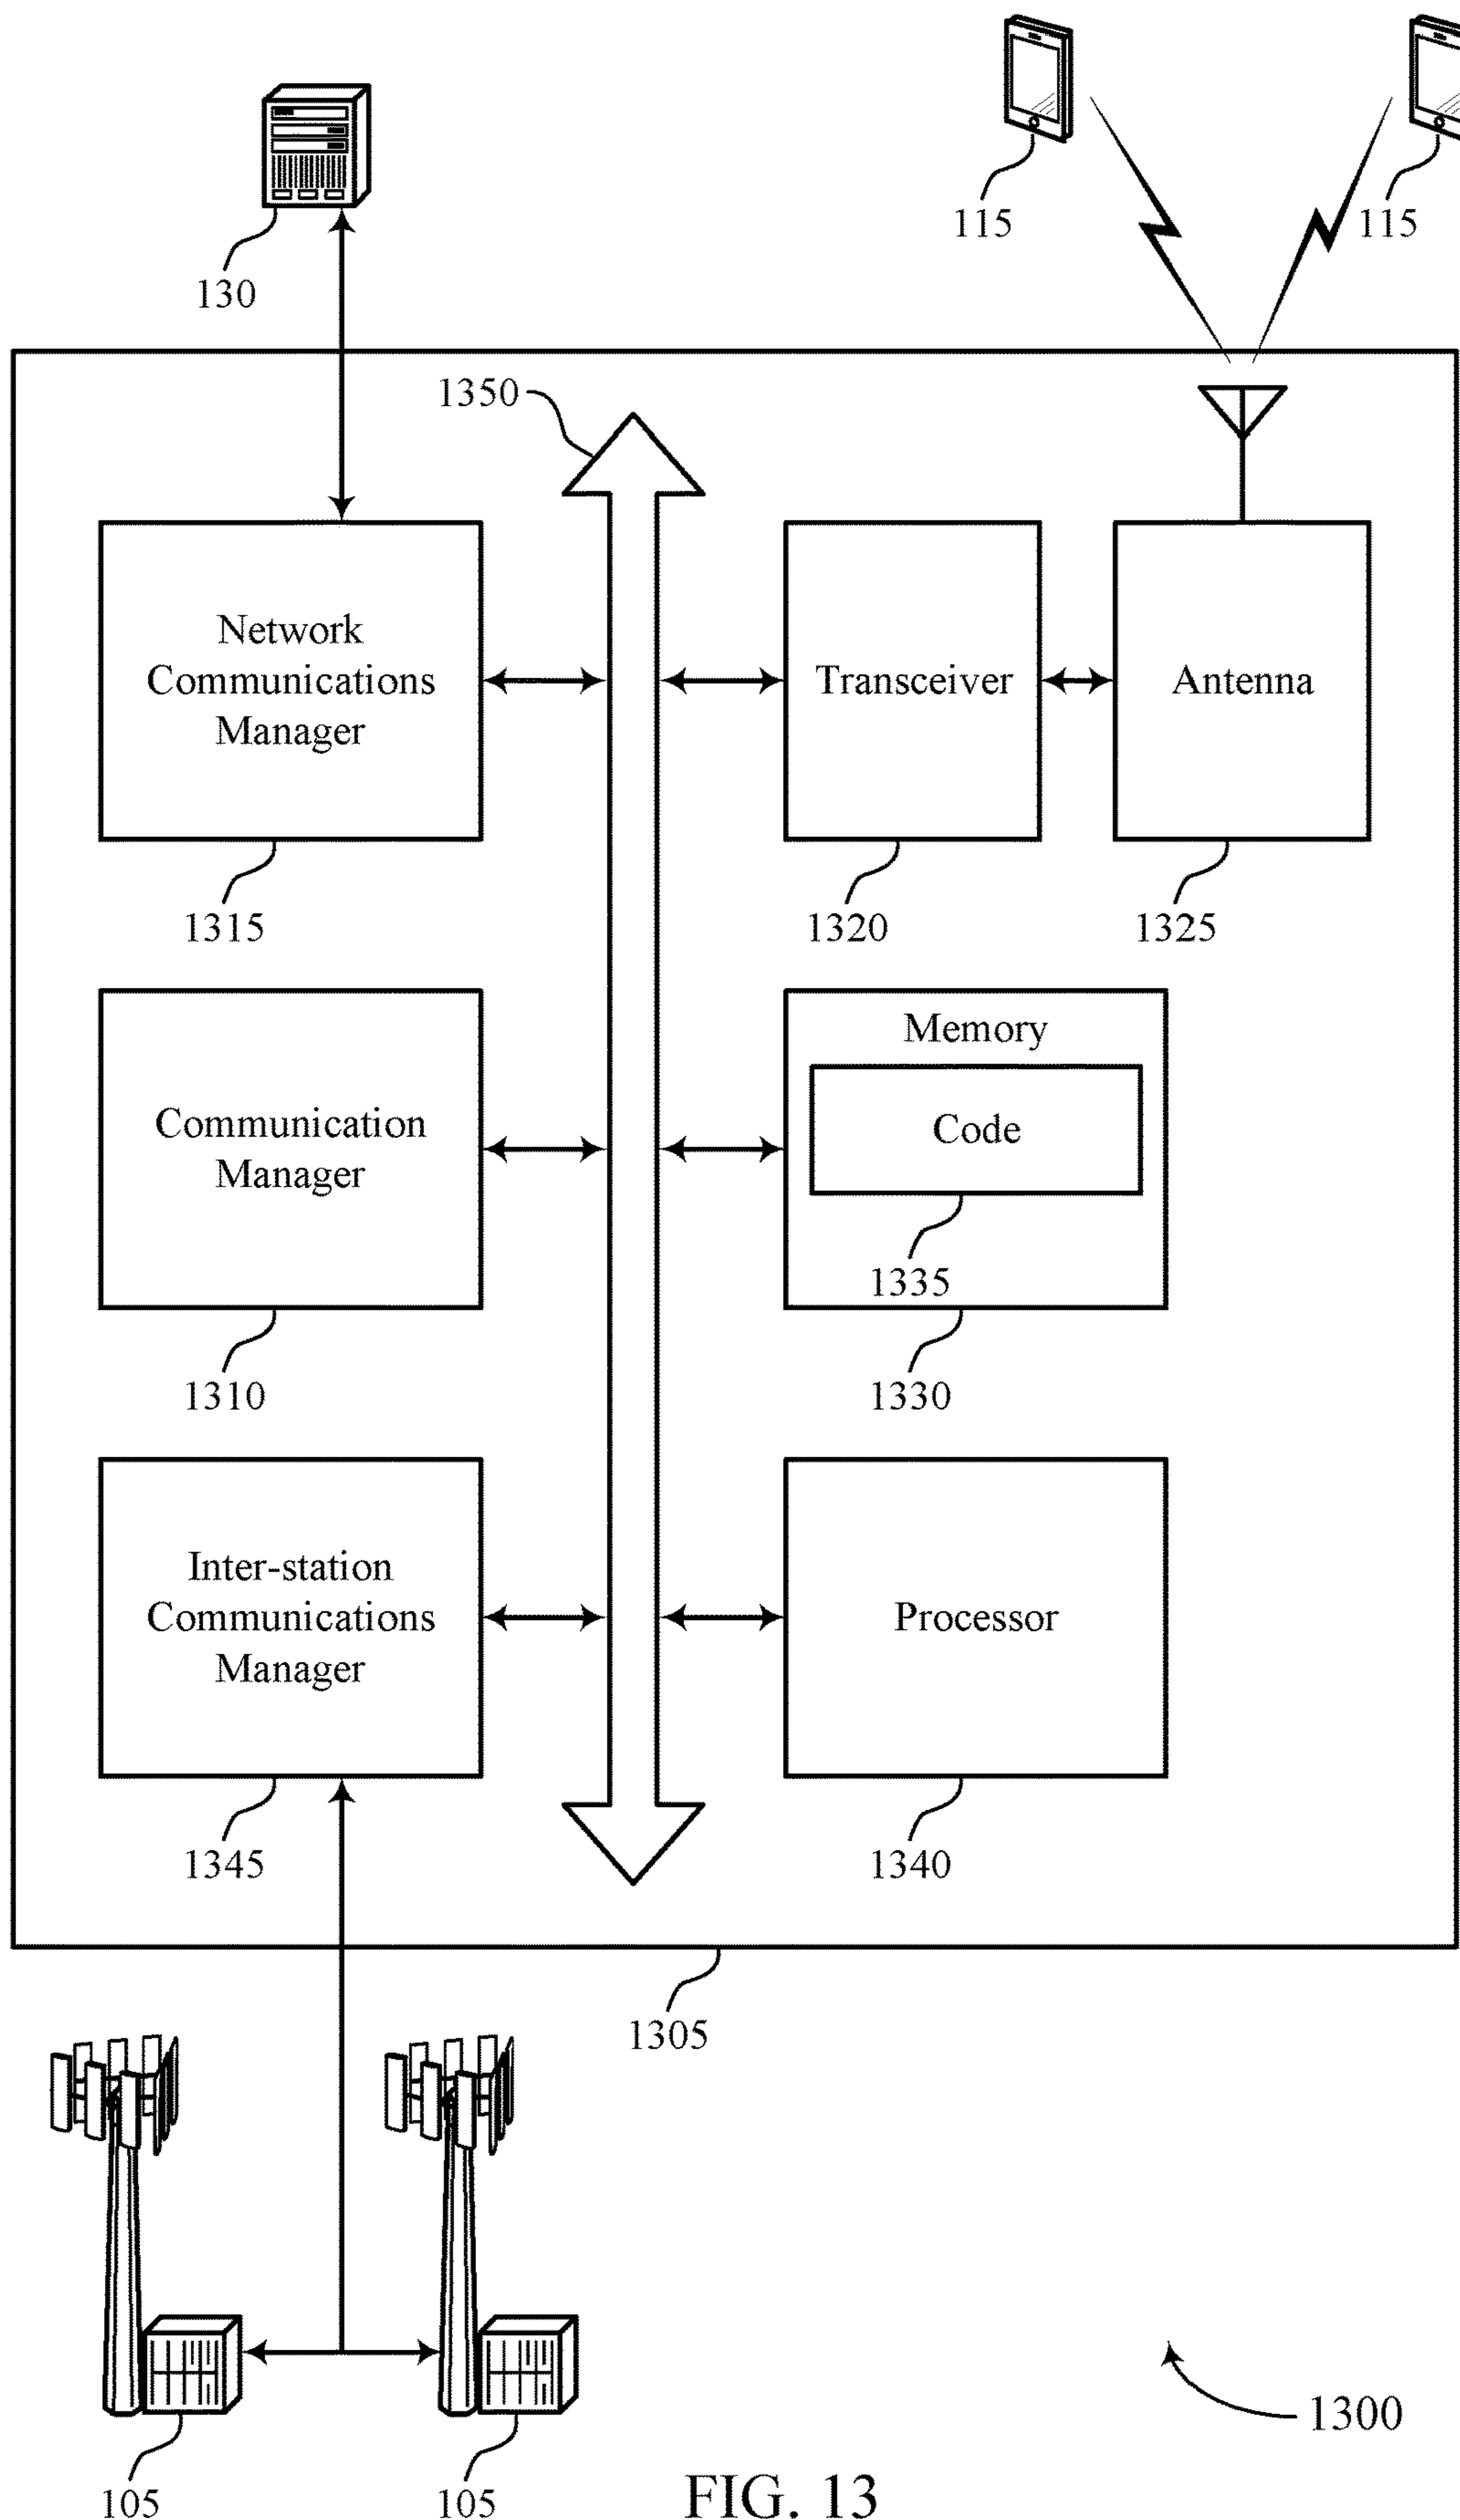 115
115
130
1350
Network
Communications
Manager
Transceiver
Antenna
1315
1320
1325
Memory
Code
Communication
Manager
1335
1310
1330
Inter-station
Communications
Manager
Processor
1345
1340
1305
1300
105
105
FIG. 13